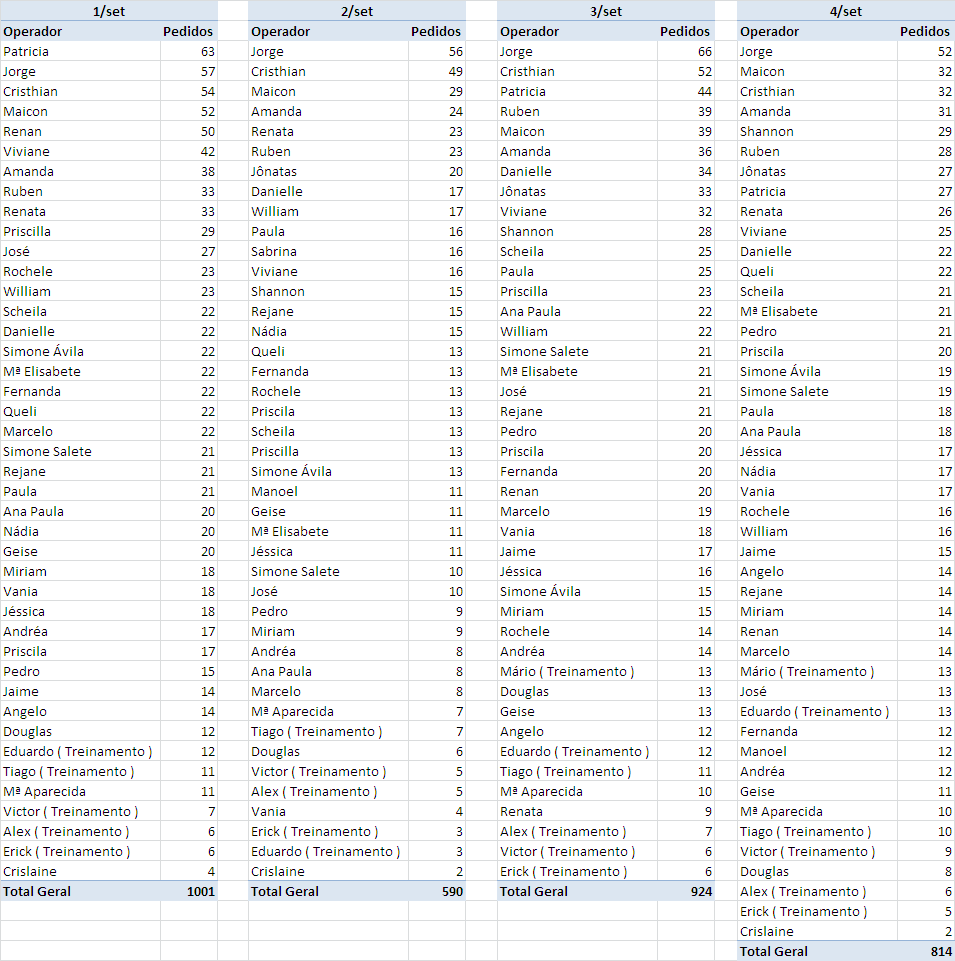 1/set 2/set 3/set 4/set
Operador Pedidos Operador Pedidos Operador Pedidos Operador Pedidos
Patricia 63 Jorge 56 Jorge 66 Jorge 52
Jorge 57 Cristhian 49 Cristhian 52 Maicon 32
Cristhian 54 Maicon 29 Patricia 44 Cristhian 32
Maicon 52 Amanda 24 Ruben 39 Amanda 31
Renan 50 Renata 23 Maicon 39 Shannon 29
Viviane 42 Ruben 23 Amanda 36 Ruben 28
Amanda 38 Jônatas 20 Danielle 34 Jônatas 27
Ruben 33 Danielle 17 Jônatas 33 Patricia 27
Renata 33 William 17 Viviane 32 Renata 26
Priscilla 29 Paula 16 Shannon 28 Viviane 25
José 27 Sabrina 16 Scheila 25 Danielle 22
Rochele 23 Viviane 16 Paula 25 Queli 22
William 23 Shannon 15 Priscilla 23 Scheila 21
Scheila 22 Rejane 15 Ana Paula 22 Mª Elisabete 21
Danielle 22 Nádia 15 William 22 Pedro 21
Simone Ávila 22 Queli 13 Simone Salete 21 Priscila 20
Mª Elisabete 22 Fernanda 13 Mª Elisabete 21 Simone Ávila 19
Fernanda 22 Rochele 13 José 21 Simone Salete 19
Queli 22 Priscila 13 Rejane 21 Paula 18
Marcelo 22 Scheila 13 Pedro 20 Ana Paula 18
Simone Salete 21 Priscilla 13 Priscila 20 Jéssica 17
Rejane 21 Simone Ávila 13 Fernanda 20 Nádia 17
Paula 21 Manoel 11 Renan 20 Vania 17
Ana Paula 20 Geise 11 Marcelo 19 Rochele 16
Nádia 20 Mª Elisabete 11 Vania 18 William 16
Geise 20 Jéssica 11 Jaime 17 Jaime 15
Miriam 18 Simone Salete 10 Jéssica 16 Angelo 14
Vania 18 José 10 Simone Ávila 15 Rejane 14
Jéssica 18 Pedro 9 Miriam 15 Miriam 14
Andréa 17 Miriam 9 Rochele 14 Renan 14
Priscila 17 Andréa 8 Andréa 14 Marcelo 14
Pedro 15 Ana Paula 8 Mário ( Treinamento ) 13 Mário ( Treinamento ) 13
Jaime 14 Marcelo 8 Douglas 13 José 13
Angelo 14 Mª Aparecida 7 Geise 13 Eduardo ( Treinamento ) 13
Douglas 12 Tiago ( Treinamento ) 7 Angelo 12 Fernanda 12
Eduardo ( Treinamento ) 12 Douglas 6 Eduardo ( Treinamento ) 12 Manoel 12
Tiago ( Treinamento ) 11 Victor ( Treinamento ) 5 Tiago ( Treinamento ) 11 Andréa 12
Mª Aparecida 11 Alex ( Treinamento ) 5 Mª Aparecida 10 Geise 11
Victor ( Treinamento ) 7 Vania 4 Renata 9 Mª Aparecida 10
Alex ( Treinamento ) 6 Erick ( Treinamento ) 3 Alex ( Treinamento ) 7 Tiago ( Treinamento ) 10
Erick ( Treinamento ) 6 Eduardo ( Treinamento ) 3 Victor ( Treinamento ) 6 Victor ( Treinamento ) 9
Crislaine 4 Crislaine 2 Erick ( Treinamento ) 6 Douglas 8
Total Geral 1001 Total Geral 590 Total Geral 924 Alex ( Treinamento ) 6
Erick ( Treinamento ) 5
Crislaine 2
Total Geral 814